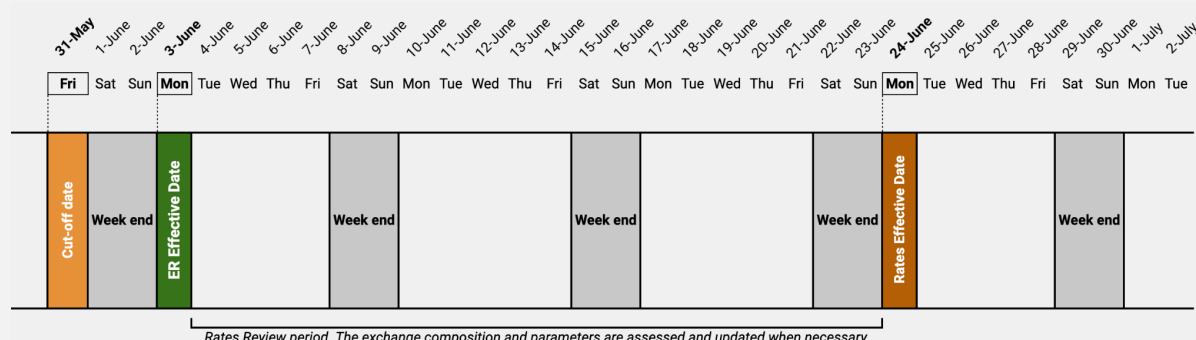 31-May 1-June 2-June 3-June 4-June 5-June 6-June 7-June 8-June 9-June 10-June 11-June 12-June 13-June 14-June 15-June 16-June 17-June 18-June 19-June 20-June 21-June 22-June 23-June 24-June 25-June 26-June 27-June 28-June 29-June 30-June 1-July 2-July
Fri Sat Sun Mon Tue Wed Thu Fri Sat Sun Mon Tue Wed Thu Fri Sat Sun Mon Tue Wed Thu Fri Sat Sun Mon Tue Wed Thu Fri Sat Sun Mon Tue
Cut-off date
Week end
ER Effective Date
Week end
Week end
Week end
Rates Effective Date
Week end
Rates Review period. The exchange composition and parameters are assessed and updated when necessary